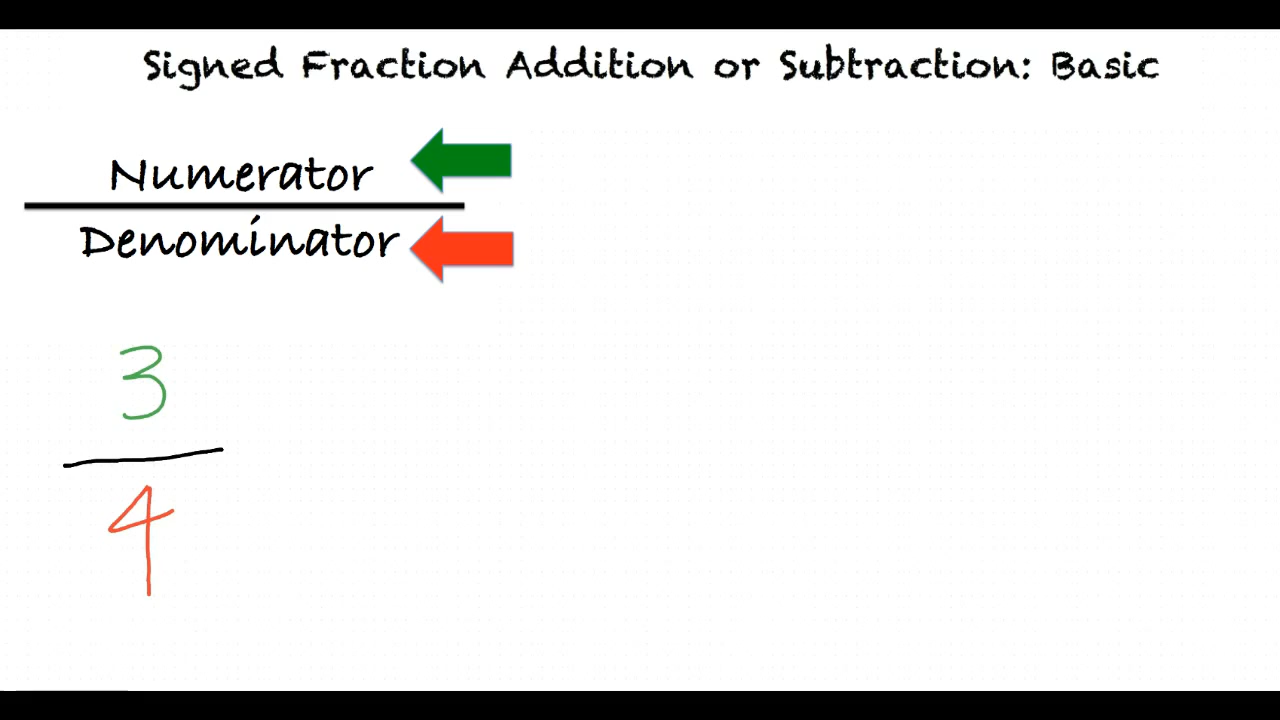 Signed Fraction Addition or Subtraction: Basic
Numerator
Denominator
3
4